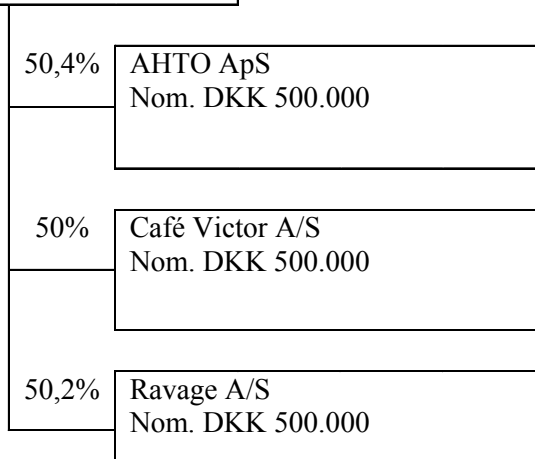 50,4%
AHTO ApS
Nom. DKK 500.000
50%
Café Victor A/S
Nom. DKK 500.000
50,2%
Ravage A/S
Nom. DKK 500.000